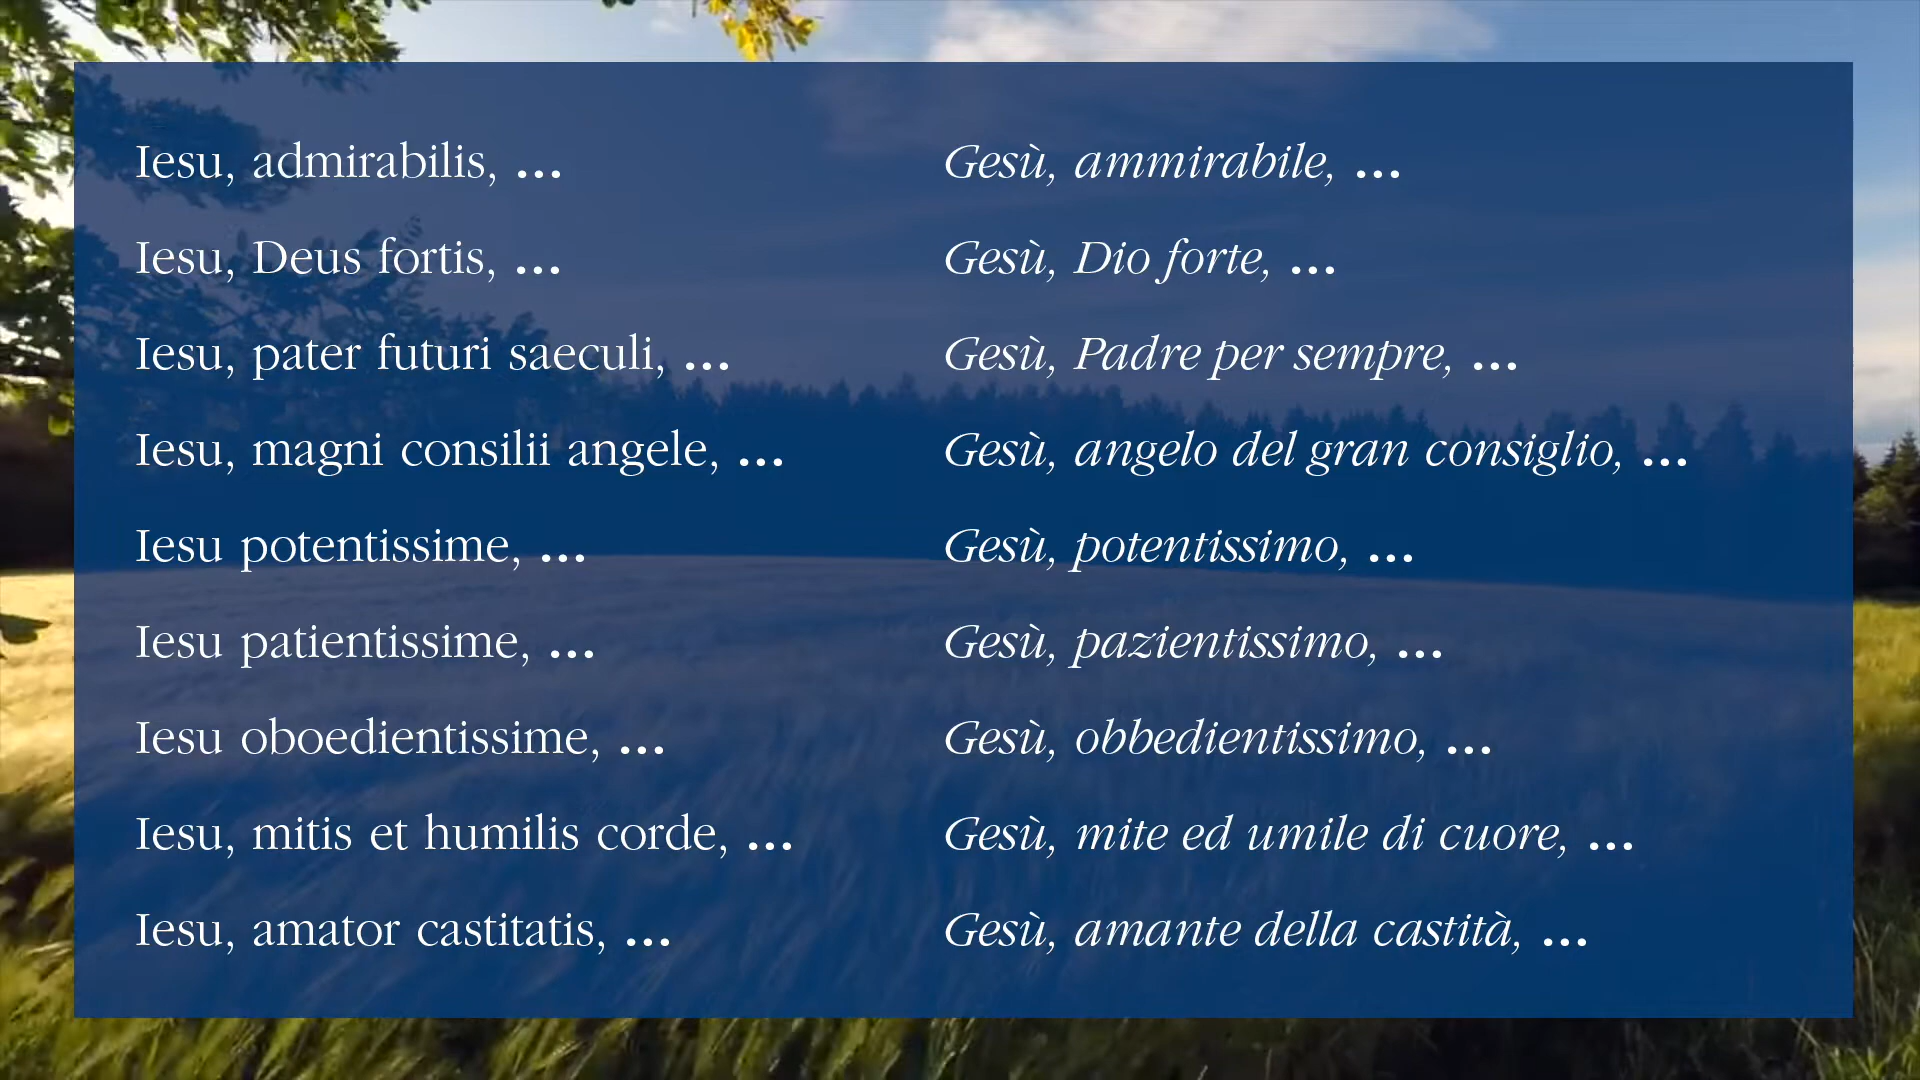 Iesu, admirabilis, ...
Gesù, ammirabile, ...
Iesu, Deus fortis, ...
Gesù, Dio forte, ...
Iesu, pater futuri saeculi, ...
Gesù, Padre per sempre, ...
Iesu, magni consilii angele, ...
Gesù, angelo del gran consiglio, ...
Iesu potentissime, ...
Gesù, potentissimo, ...
Iesu patientissime, ...
Gesù, pazientissimo, ...
Iesu oboedientissime, ...
Gesù, obbedientissimo, ...
Iesu, mitis et humilis corde, ...
Gesù, mite ed umile di cuore, ...
Iesu, amator castitatis, ...
Gesù, amante della castità, ...